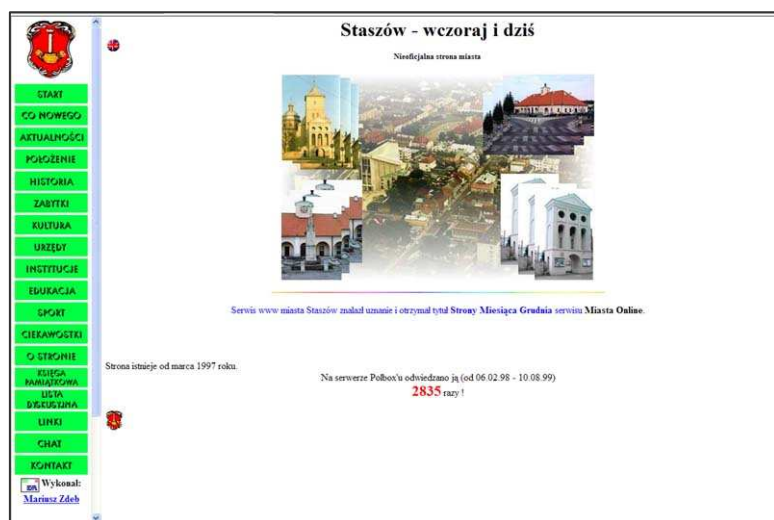 Staszów - wczoraj i dziś
Nieoficjalna strona miasta
START
CO NOWEGO
AKTUALNOŚCI
POŁOŻENIE
HISTORIA
ZABYTKI
KULTURA
URZĘDY
INSTYTUCJE
EDUKACJA
SPORT
CIEKAWOSTKI
O STRONIE
KSIĘGA
PAMIĄTKOWA
LISTA
DYSKUSYJNA
LINKI
CHAT
KONTAKT
Wykonał:
Mariusz Zdeb
Serwis www miasta Staszów znalazł uznanie i otrzymał tytuł Strony Miesiąca Grudnia serwisu Miasta Online.
Strona istnieje od marca 1997 roku.
Na serwerze Polbox'u odwiedzano ją (od 06.02.98 - 10.08.99)
2835 razy !